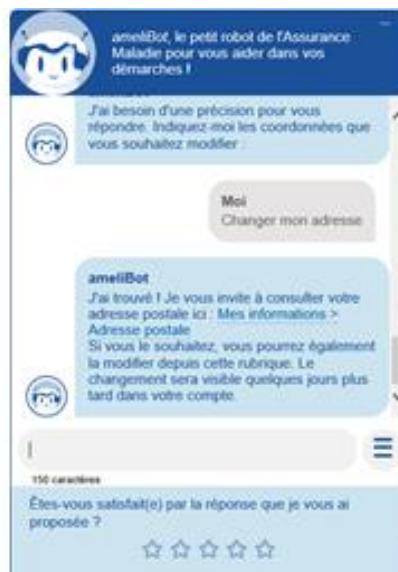 ameliBot, le petit robot de l'Assurance
Maladie pour vous aider dans vos
démarches !
J'ai besoin d'une précision pour vous
répondre. Indiquez-moi les coordonnées que
vous souhaitez modifier :
Moi
Changer mon adresse
ameliBot
J'ai trouvé ! Je vous invite à consulter votre
adresse postale ici : Mes informations >
Adresse postale
Si vous le souhaitez, vous pourrez également
la modifier depuis cette rubrique. Le
changement sera visible quelques jours plus
tard dans votre compte.
150 caractères
Êtes-vous satisfait(e) par la réponse que je vous ai
proposée ?